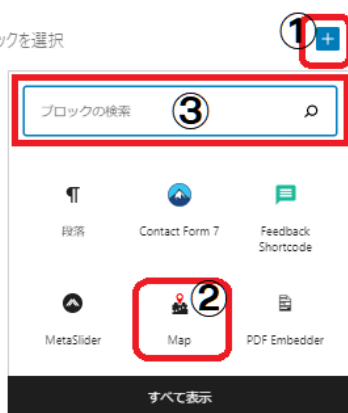 ックを選択
①
+
ブロックの検索
③
¶
段落
Contact Form 7
Feedback
Shortcode
②
MetaSlider
Map
PDF Embedder
すべて表示